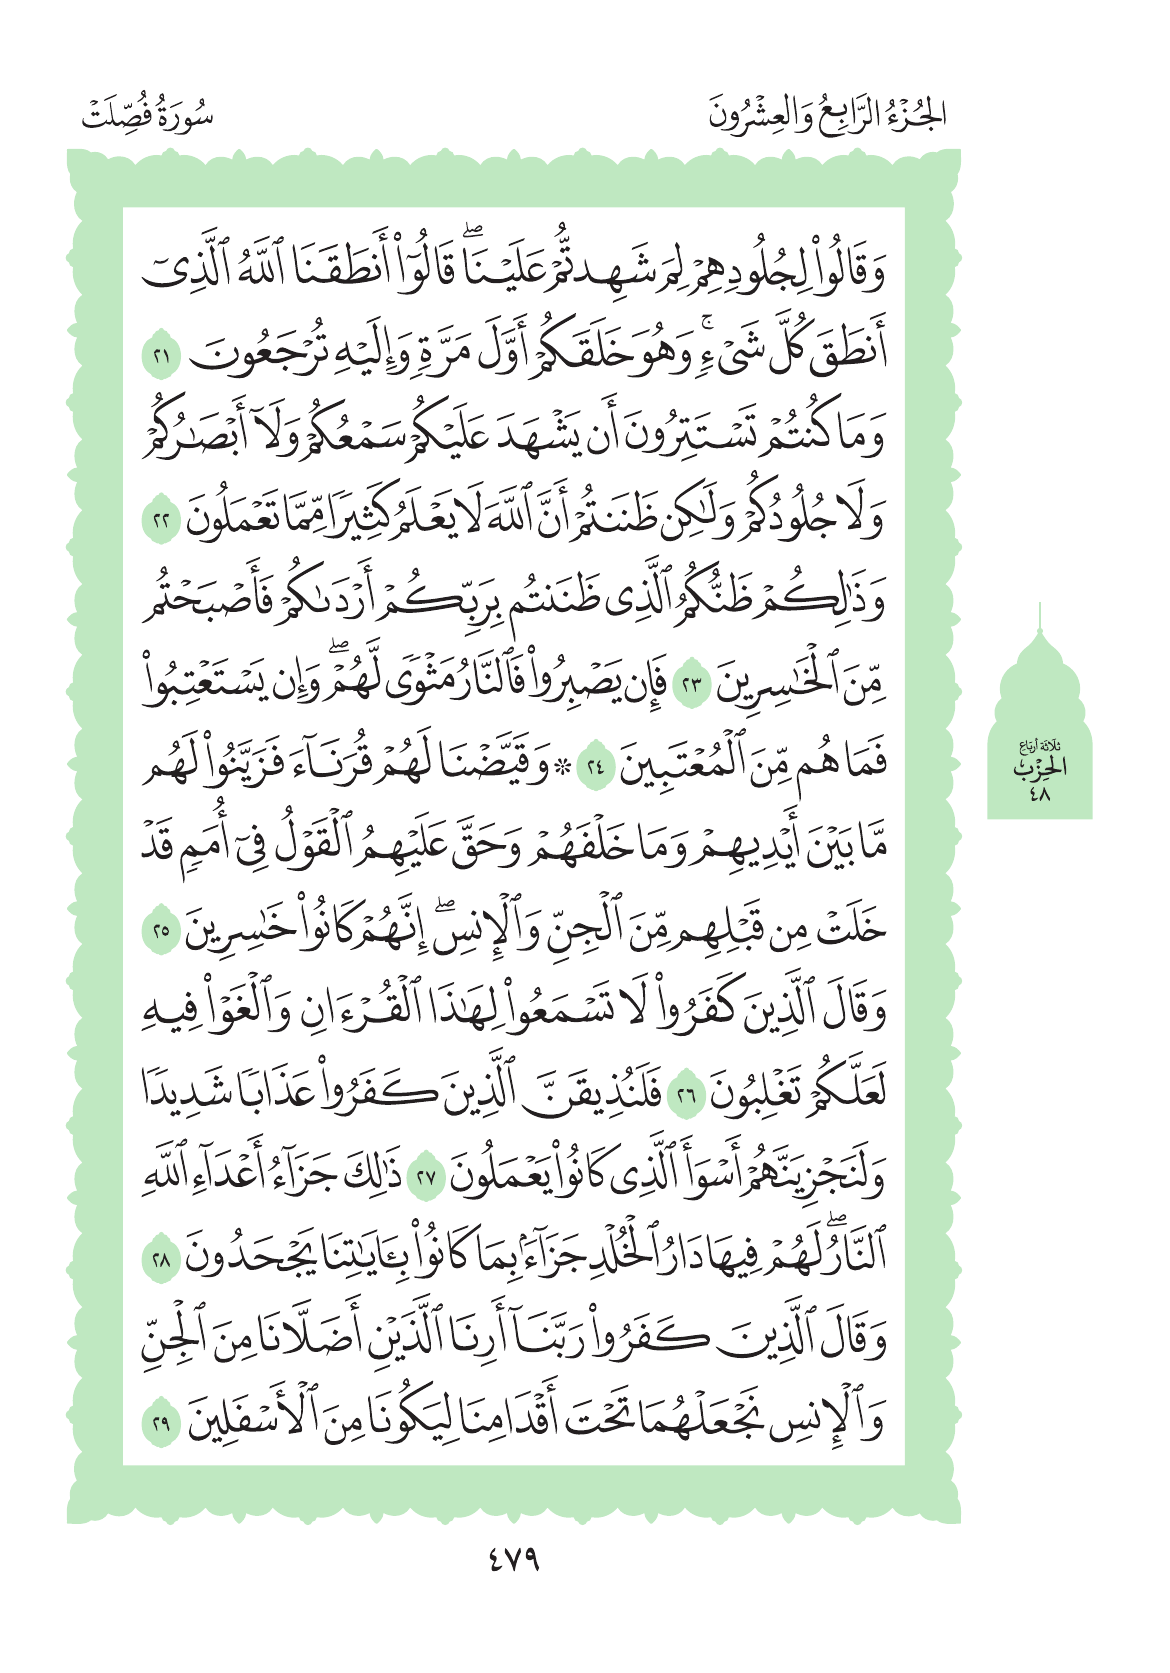 الجُزْءُ الرَّابِعُ وَالعِشْرُونَ
سُورَةُ فُصِّلَتْ
وَقَالُوا۟ لِجُلُودِهِمْ لِمَ شَهِدتُّمْ عَلَيْنَا ۖ قَالُوٓا۟ أَنطَقَنَا ٱللَّهُ ٱلَّذِىٓ
أَنطَقَ كُلَّ شَىْءٍ ۚ وَهُوَ خَلَقَكُمْ أَوَّلَ مَرَّةٍ وَإِلَيْهِ تُرْجَعُونَ ٢١
وَمَا كُنتُمْ تَسْتَتِرُونَ أَن يَشْهَدَ عَلَيْكُمْ سَمْعُكُمْ وَلَآ أَبْصَـٰرُكُمْ
وَلَا جُلُودُكُمْ وَلَـٰكِن ظَنَنتُمْ أَنَّ ٱللَّهَ لَا يَعْلَمُ كَثِيرًا مِّمَّا تَعْمَلُونَ ٢٢
وَذَٰلِكُمْ ظَنُّكُمُ ٱلَّذِى ظَنَنتُم بِرَبِّكُمْ أَرْدَىٰكُمْ فَأَصْبَحْتُم
مِّنَ ٱلْخَـٰسِرِينَ ٢٣ فَإِن يَصْبِرُوا۟ فَٱلنَّارُ مَثْوًى لَّهُمْ ۖ وَإِن يَسْتَعْتِبُوا۟
فَمَا هُم مِّنَ ٱلْمُعْتَبِينَ ٢٤ * وَقَيَّضْنَا لَهُمْ قُرَنَآءَ فَزَيَّنُوا۟ لَهُم
مَّا بَيْنَ أَيْدِيهِمْ وَمَا خَلْفَهُمْ وَحَقَّ عَلَيْهِمُ ٱلْقَوْلُ فِىٓ أُمَمٍ قَدْ
خَلَتْ مِن قَبْلِهِم مِّنَ ٱلْجِنِّ وَٱلْإِنسِ ۖ إِنَّهُمْ كَانُوا۟ خَـٰسِرِينَ ٢٥
وَقَالَ ٱلَّذِينَ كَفَرُوا۟ لَا تَسْمَعُوا۟ لِهَـٰذَا ٱلْقُرْءَانِ وَٱلْغَوْا۟ فِيهِ
لَعَلَّكُمْ تَغْلِبُونَ ٢٦ فَلَنُذِيقَنَّ ٱلَّذِينَ كَفَرُوا۟ عَذَابًا شَدِيدًا
وَلَنَجْزِيَنَّهُمْ أَسْوَأَ ٱلَّذِى كَانُوا۟ يَعْمَلُونَ ٢٧ ذَٰلِكَ جَزَآءُ أَعْدَآءِ ٱللَّهِ
ٱلنَّارُ ۖ لَهُمْ فِيهَا دَارُ ٱلْخُلْدِ جَزَآءًۢ بِمَا كَانُوا۟ بِـَٔايَـٰتِنَا يَجْحَدُونَ ٢٨
وَقَالَ ٱلَّذِينَ كَفَرُوا۟ رَبَّنَآ أَرِنَا ٱلَّذَيْنِ أَضَلَّانَا مِنَ ٱلْجِنِّ
وَٱلْإِنسِ نَجْعَلْهُمَا تَحْتَ أَقْدَامِنَا لِيَكُونَا مِنَ ٱلْأَسْفَلِينَ ٢٩
ثَلَاثَة أَرْبَاع
الحِزْب
٤٨
٤٧٩